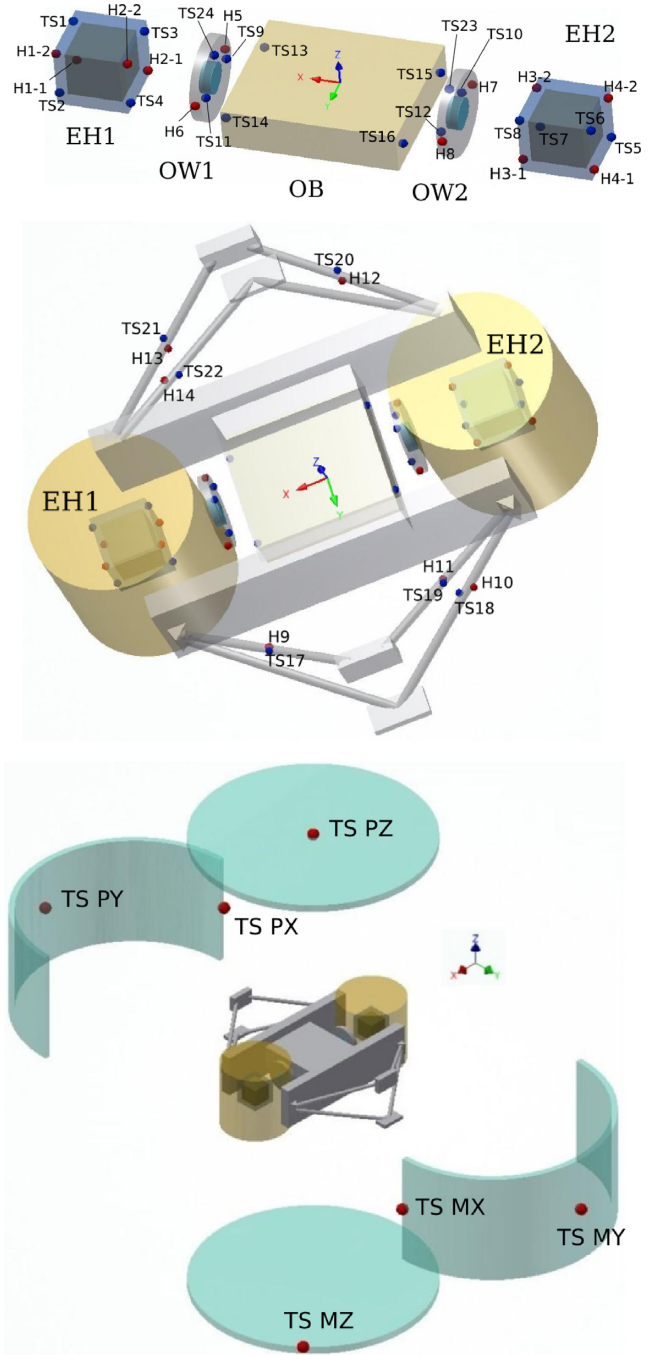 TS24 H5
TS1 H2-2 TS9 TS23
TS3 TS13 Z TS10 EH2
H1-2 H2-1 X TS15 H7 H3-2 H4-2
H1-1 Y
TS2 TS4 TS14 TS12 TS8 TS7 TS6 TS5
EH1 H6 TS11 TS16 H8
OW1 OB OW2 H3-1 H4-1
TS20
H12
TS21
H13 TS22
H14
EH2
Z
X
Y
EH1
H11
TS19 H10
TS18
H9
TS17
TS PZ
TS PY
TS PX
Z
X Y
TS MX
TS MY
TS MZ